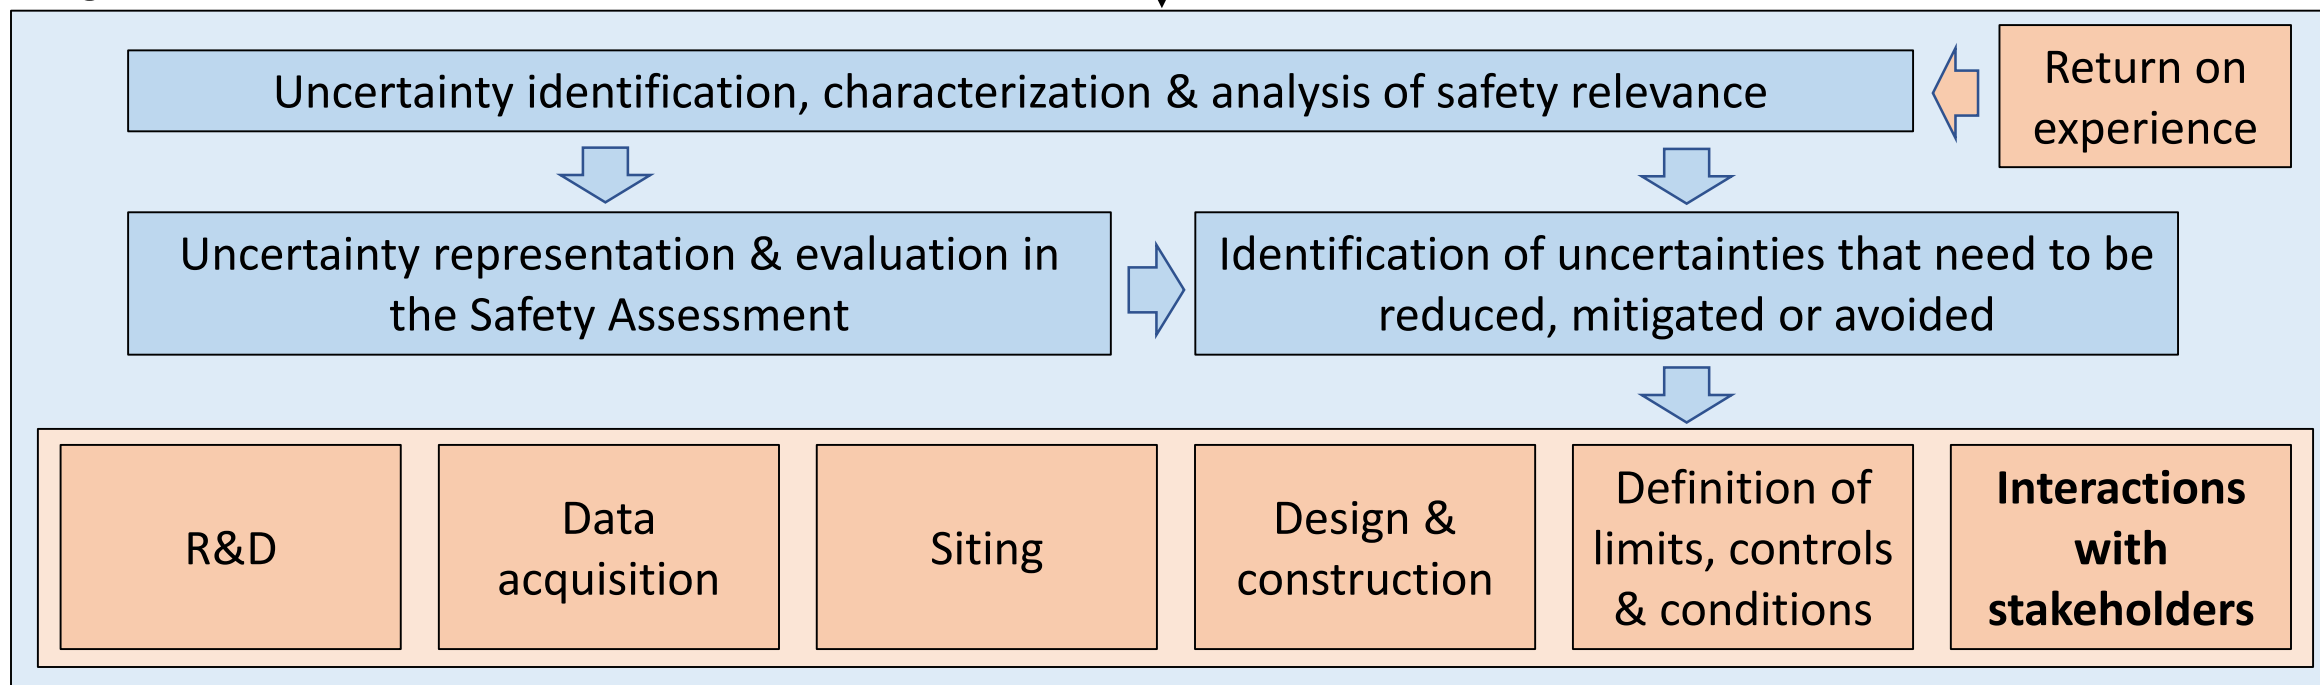 Uncertainty identification, characterization & analysis of safety relevance
Return on
experience
Uncertainty representation & evaluation in
the Safety Assessment
Identification of uncertainties that need to be
reduced, mitigated or avoided
R&D
Data
acquisition
Siting
Design &
construction
Definition of
limits, controls
& conditions
Interactions
with
stakeholders